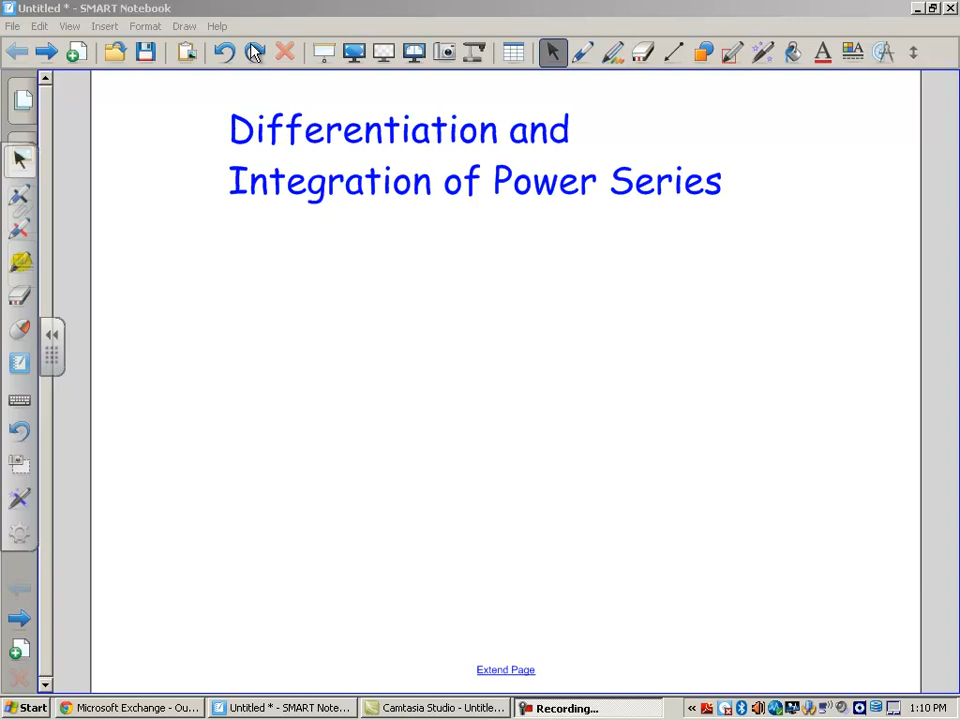 Untitled * - SMART Notebook
File Edit View Insert Format Draw Help
Differentiation and
Integration of Power Series
Extend Page
Start
Microsoft Exchange - Ou...
Untitled * - SMART Note...
Camtasia Studio - Untitle...
Recording...
1:10 PM